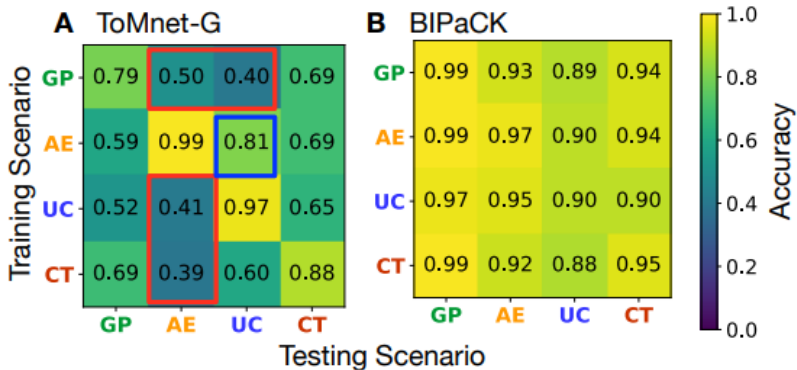 A ToMnet-G
B BIPaCK
Training Scenario
GP 0.79 0.50 0.40 0.69
AE 0.59 0.99 0.81 0.69
UC 0.52 0.41 0.97 0.65
CT 0.69 0.39 0.60 0.88
GP AE UC CT
GP 0.99 0.93 0.89 0.94
AE 0.99 0.97 0.90 0.94
UC 0.97 0.95 0.90 0.90
CT 0.99 0.92 0.88 0.95
GP AE UC CT
Testing Scenario
1.0
0.8
0.6
0.4
0.2
0.0
Accuracy